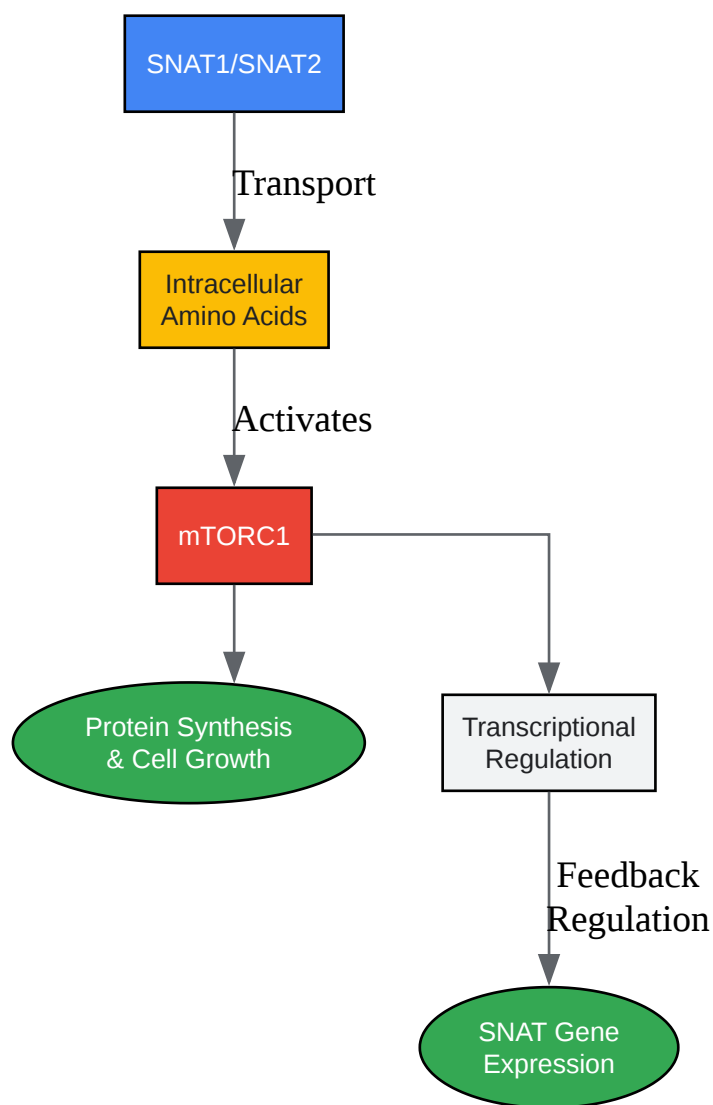 SNAT1/SNAT2
Transport
Intracellular
Amino Acids
Activates
mTORC1
Protein Synthesis
& Cell Growth
Transcriptional
Regulation
Feedback
Regulation
SNAT Gene
Expression